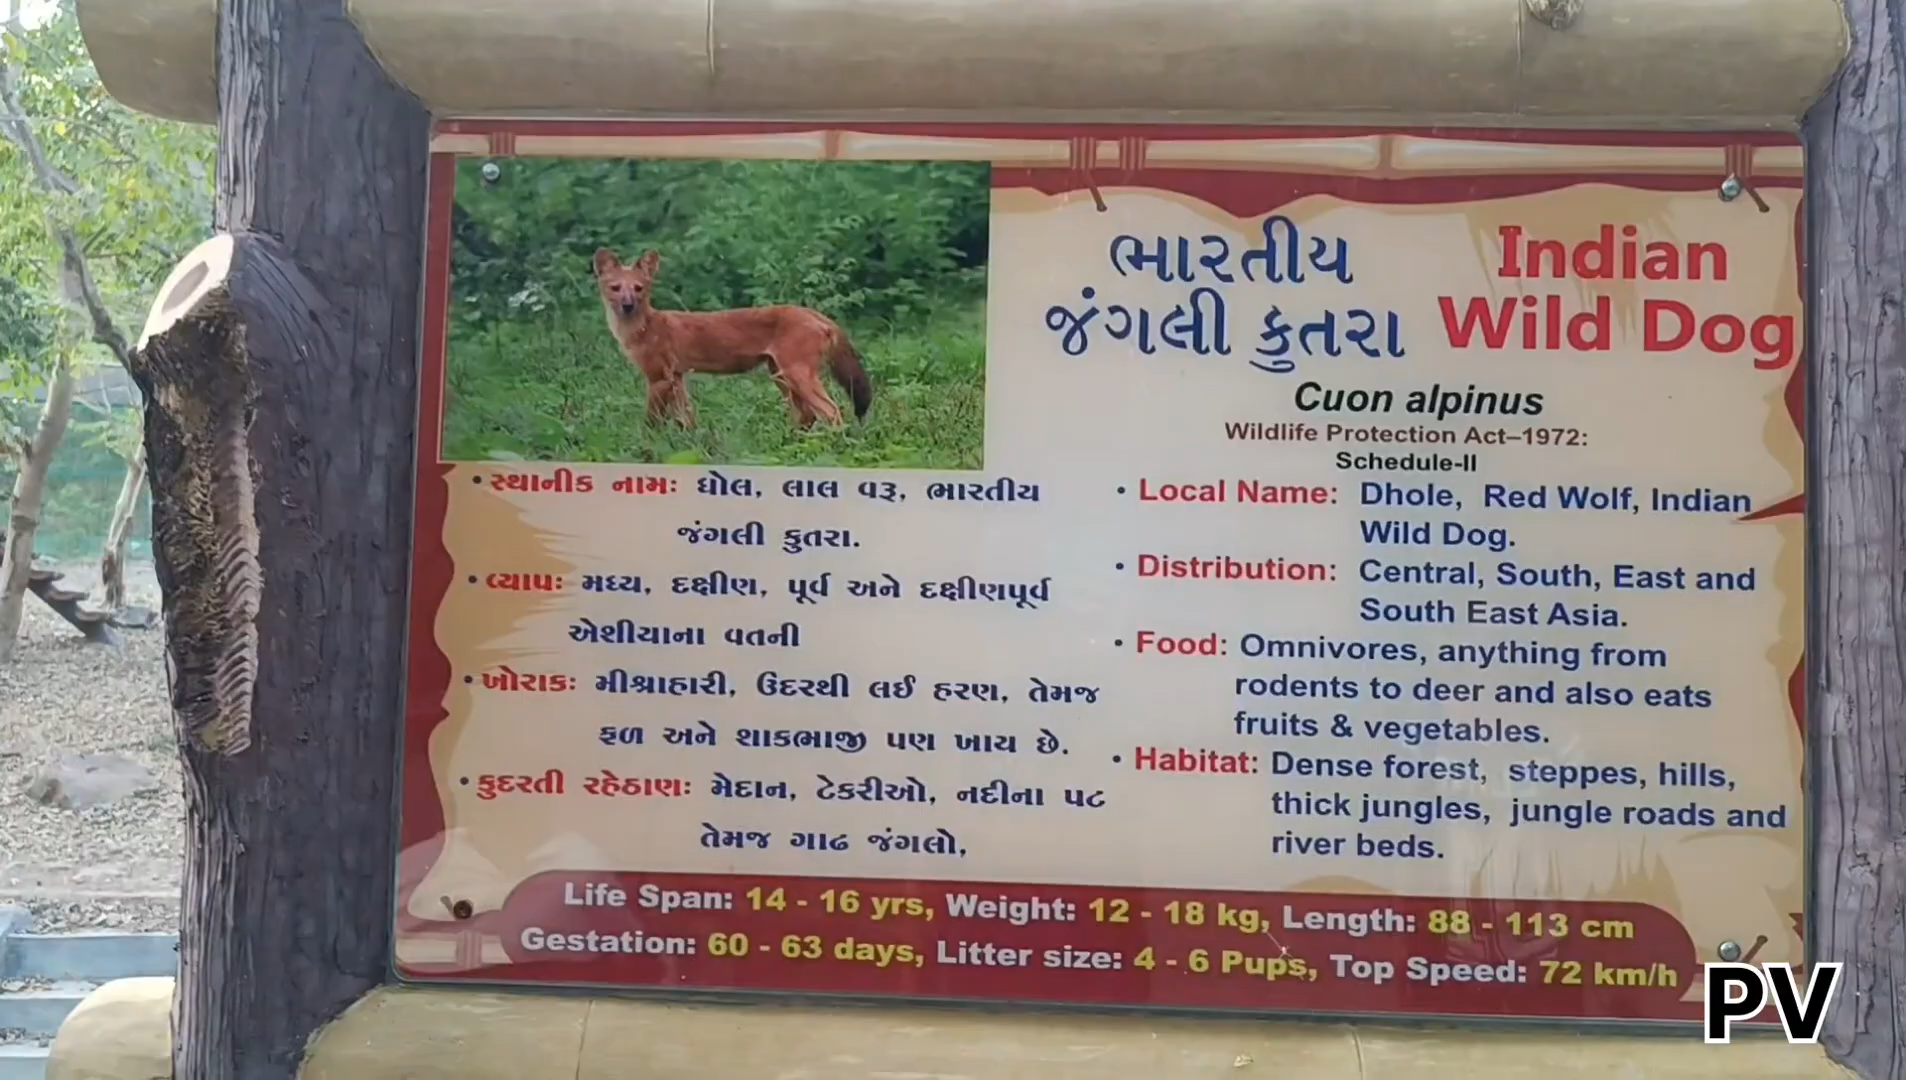 ભારતીય
જંગલી કુતરા
Indian
Wild Dog
Cuon alpinus
Wildlife Protection Act–1972:
Schedule-II
• સ્થાનીક નામઃ ધોલ, લાલ વરૂ, ભારતીય
જંગલી કુતરા.
• વ્યાપઃ મધ્ય, દક્ષીણ, પૂર્વ અને દક્ષીણપૂર્વ
એશીયાના વતની
• ખોરાકઃ મીશ્રાહારી, ઉદરથી લઈ હરણ, તેમજ
ફળ અને શાકભાજી પણ ખાય છે.
• કુદરતી રહેઠાણઃ મેદાન, ટેકરીઓ, નદીના પટ
તેમજ ગાઢ જંગલો,
• Local Name: Dhole, Red Wolf, Indian
Wild Dog.
• Distribution: Central, South, East and
South East Asia.
• Food: Omnivores, anything from
rodents to deer and also eats
fruits & vegetables.
• Habitat: Dense forest, steppes, hills,
thick jungles, jungle roads and
river beds.
Life Span: 14 - 16 yrs, Weight: 12 - 18 kg, Length: 88 - 113 cm
Gestation: 60 - 63 days, Litter size: 4 - 6 Pups, Top Speed: 72 km/h
PV